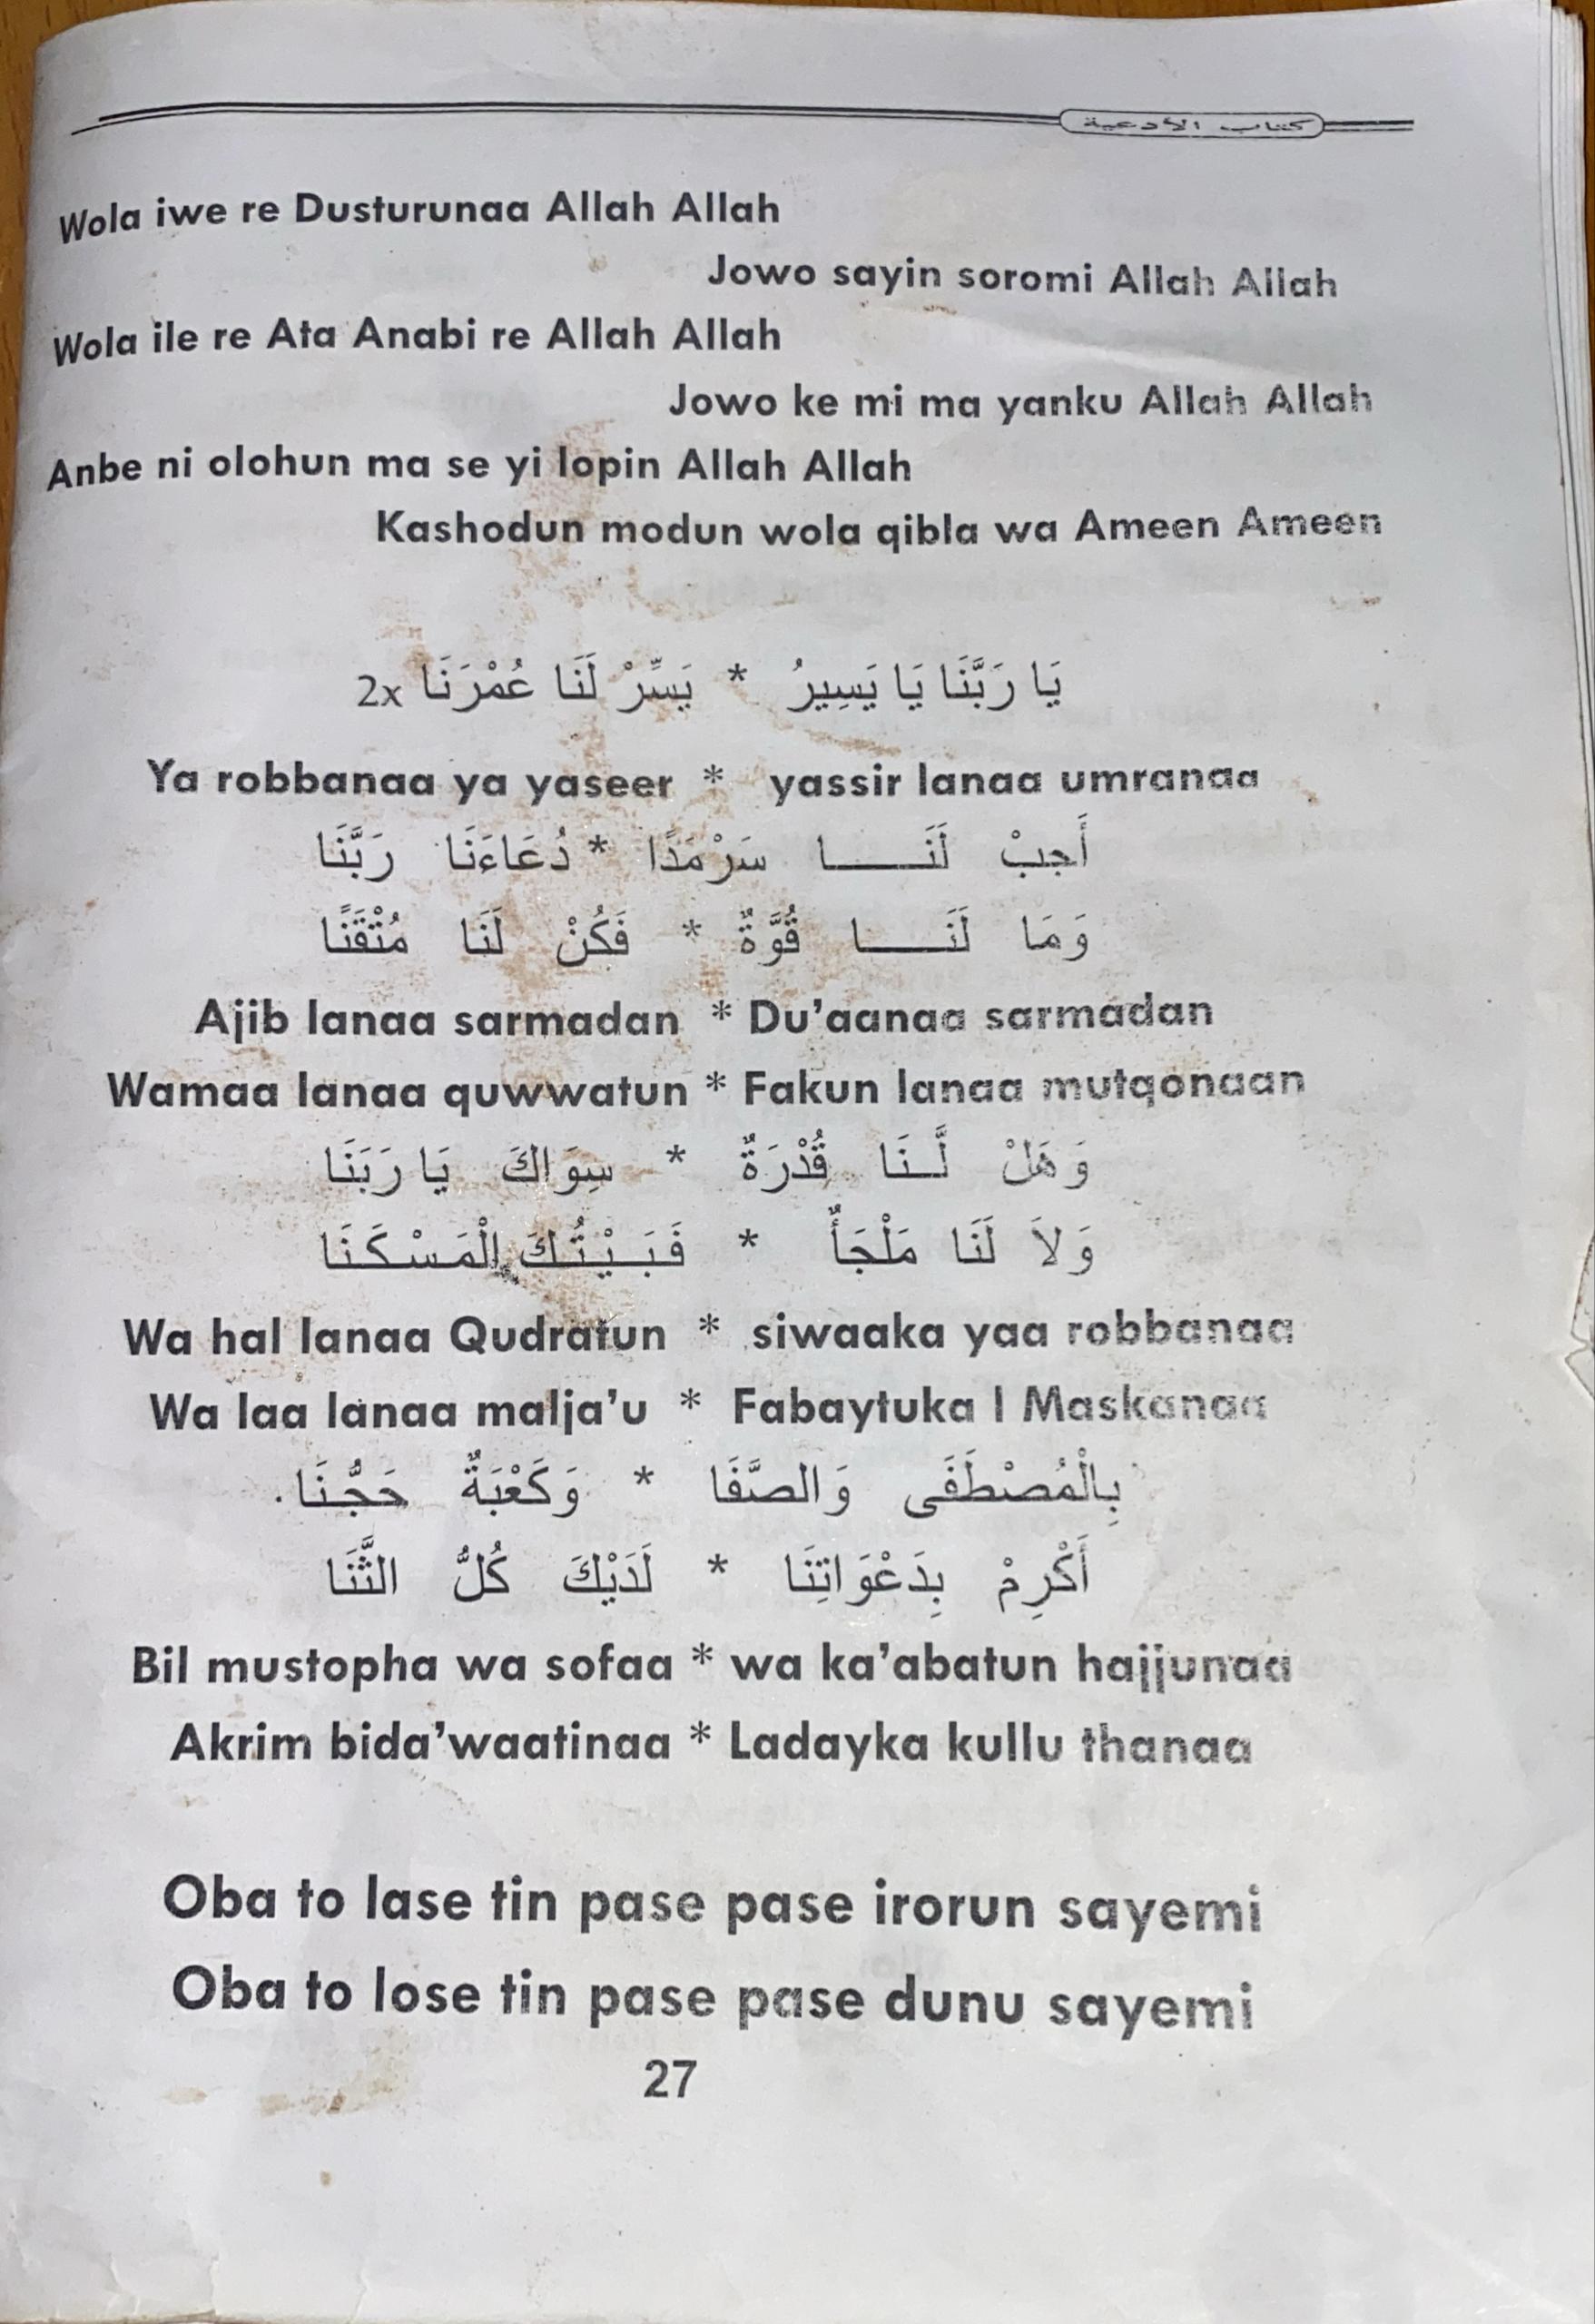 كتاب الأدعية
Wola iwe re Dusturunaa Allah Allah
Jowo sayin soromi Allah Allah
Wola ile re Ata Anabi re Allah Allah
Jowo ke mi ma yanku Allah Allah
Anbe ni olohun ma se yi lopin Allah Allah
Kashodun modun wola qibla wa Ameen Ameen
يَا رَبَّنَا يَا يَسِيرُ * يَسِّرْ لَنَا عُمْرَنَا 2x
Ya robbanaa ya yaseer * yassir lanaa umranaa
أَجِبْ لَنَـــــا سَرْمَدًا * دُعَاءَنَا رَبَّنَا
وَمَا لَنَـــــا قُوَّةٌ * فَكُنْ لَنَا مُتْقَنًا
Ajib lanaa sarmadan * Du'aanaa sarmadan
Wamaa lanaa quwwatun * Fakun lanaa mutqonaan
وَهَلْ لَّـنَا قُدْرَةٌ * سِوَاكَ يَا رَبَنَا
وَلاَ لَنَا مَلْجَأٌ * فَبَـيْـتُـكَ الْمَسْكَنَا
Wa hal lanaa Qudratun * siwaaka yaa robbanaa
Wa laa lanaa malja'u * Fabaytuka l Maskanaa
بِالْمُصْطَفَى وَالصَّفَا * وَكَعْبَةٌ حَجُّنَا.
أَكْرِمْ بِدَعْوَاتِنَا * لَدَيْكَ كُلُّ الثَّنَا
Bil mustopha wa sofaa * wa ka'abatun hajjunaa
Akrim bida'waatinaa * Ladayka kullu thanaa
Oba to lase tin pase pase irorun sayemi
Oba to lose tin pase pase dunu sayemi
27